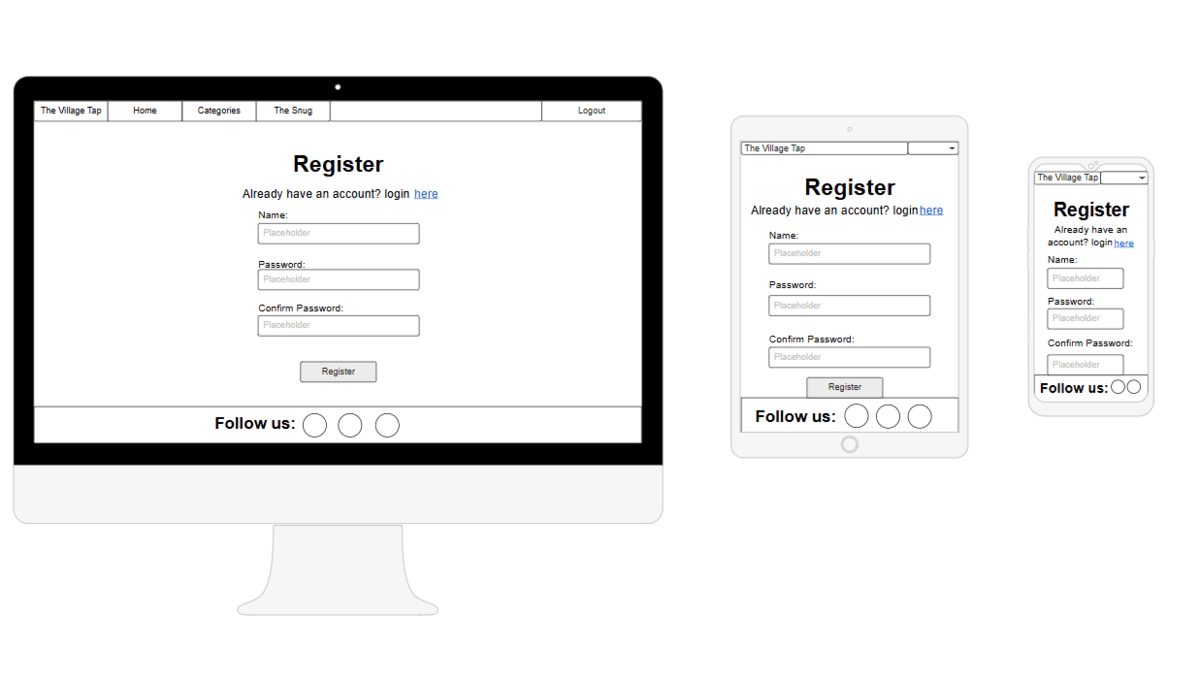 The Village Tap Home Categories The Snug Logout
Register
Already have an account? login here
Name:
Placeholder
Password:
Placeholder
Confirm Password:
Placeholder
Register
Follow us:
The Village Tap
Register
Already have an account? login here
Name:
Placeholder
Password:
Placeholder
Confirm Password:
Placeholder
Register
Follow us:
The Village Tap
Register
Already have an
account? login here
Name:
Placeholder
Password:
Placeholder
Confirm Password:
Placeholder
Follow us: